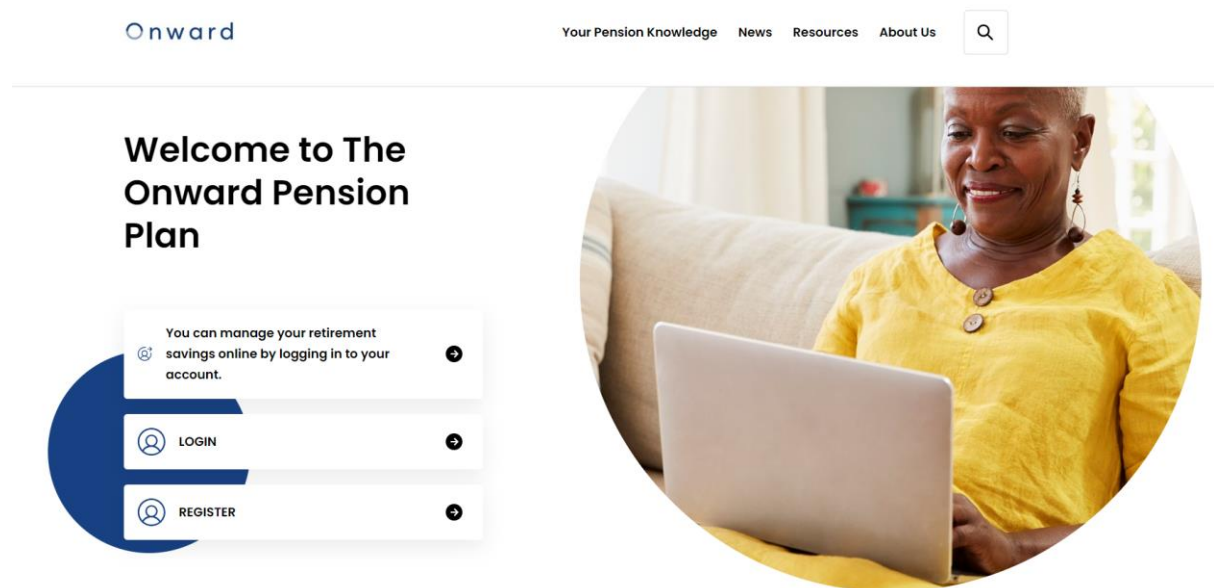 Onward
Your Pension Knowledge News Resources About Us
Welcome to The
Onward Pension
Plan
You can manage your retirement
savings online by logging in to your
account.
LOGIN
REGISTER